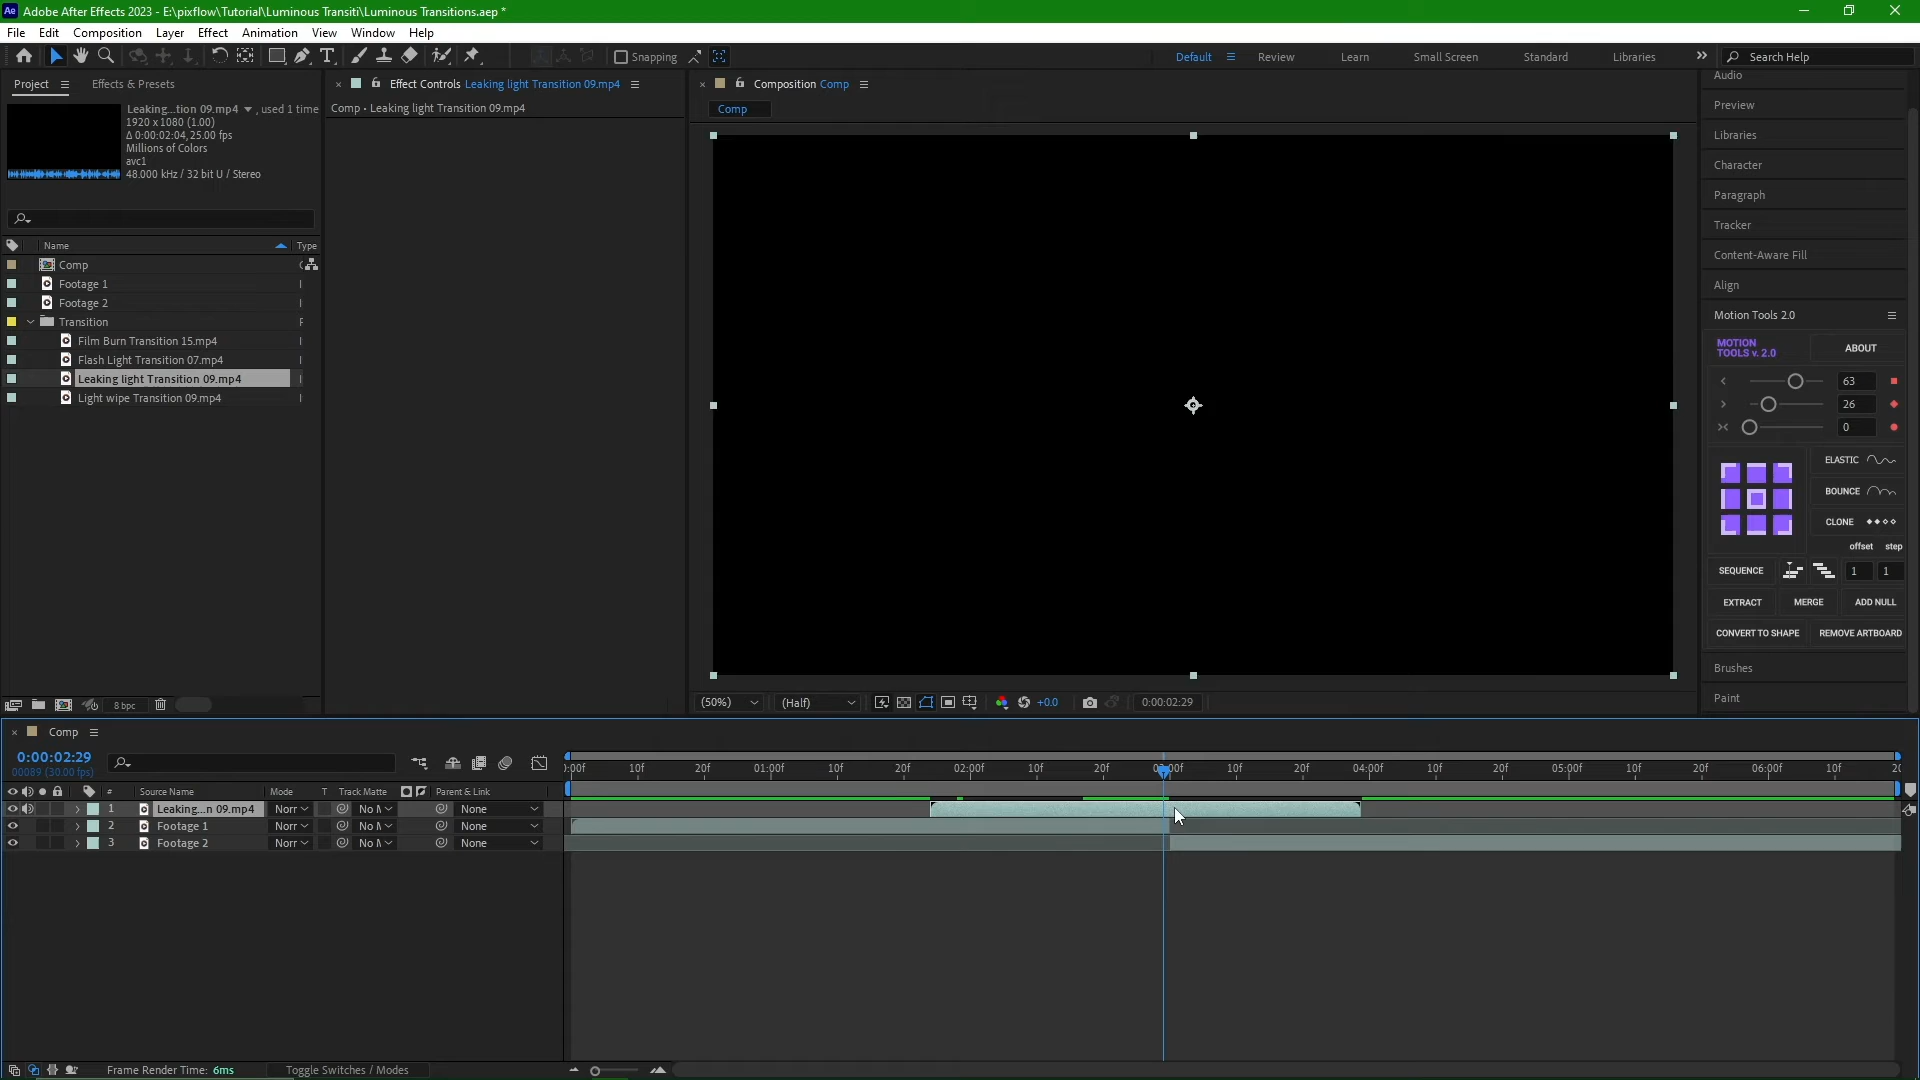 Ae Adobe After Effects 2023 - E:\pixflow\Tutorial\Luminous Transiti\Luminous Transitions.aep *
File Edit Composition Layer Effect Animation View Window Help
Snapping
Default Review Learn Small Screen Standard Libraries
Search Help
Project
Effects & Presets
Leaking...tion 09.mp4 , used 1 time
1920 x 1080 (1.00)
Δ 0:00:02:04, 25.00 fps
Millions of Colors
avc1
48.000 kHz / 32 bit U / Stereo
Name
Type
Comp
Footage 1
Footage 2
Transition
Film Burn Transition 15.mp4
Flash Light Transition 07.mp4
Leaking light Transition 09.mp4
Light wipe Transition 09.mp4
8 bpc
Effect Controls Leaking light Transition 09.mp4
Comp • Leaking light Transition 09.mp4
Composition Comp
Comp
(50%)
(Half)
+0.0
0:00:02:29
Audio
Preview
Libraries
Character
Paragraph
Tracker
Content-Aware Fill
Align
Motion Tools 2.0
MOTION
TOOLS v. 2.0
ABOUT
63
26
0
ELASTIC
BOUNCE
CLONE
offset step
SEQUENCE
1 1
EXTRACT MERGE ADD NULL
CONVERT TO SHAPE REMOVE ARTBOARD
Brushes
Paint
Comp
0:00:02:29
00089 (30.00 fps)
):00f 10f 20f 01:00f 10f 20f 02:00f 10f 20f 10f 20f 04:00f 10f 20f 05:00f 10f 20f 06:00f 10f
# Source Name Mode T Track Matte Parent & Link
1 Leaking...n 09.mp4 Norr None
2 Footage 1 Norr None
3 Footage 2 Norr None
Frame Render Time: 6ms
Toggle Switches / Modes